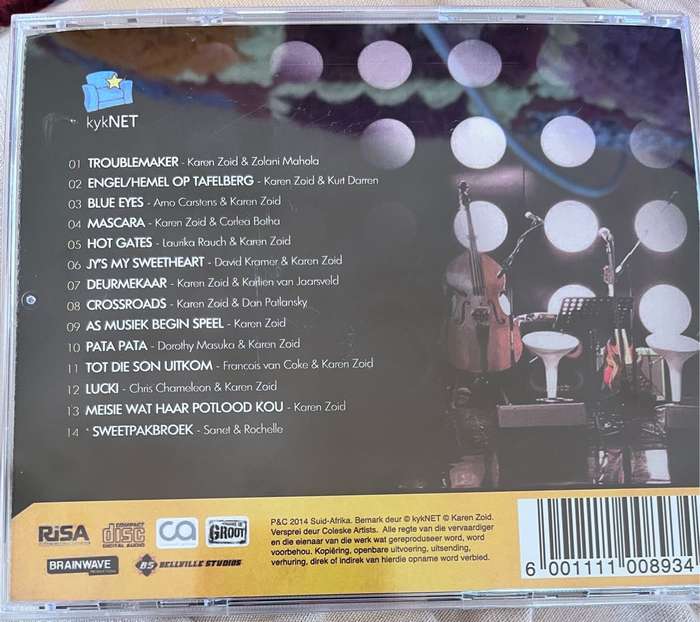 kykNET
01 TROUBLEMAKER - Karen Zoid & Zolani Mahola
02 ENGEL/HEMEL OP TAFELBERG - Karen Zoid & Kurt Darren
03 BLUE EYES - Arno Carstens & Karen Zoid
04 MASCARA - Karen Zoid & Corlea Botha
05 HOT GATES - Laurika Rauch & Karen Zoid
06 JY'S MY SWEETHEART - David Kramer & Karen Zoid
07 DEURMEKAAR - Karen Zoid & Karlien van Jaarsveld
08 CROSSROADS - Karen Zoid & Dan Patlansky
09 AS MUSIEK BEGIN SPEEL - Karen Zoid
10 PATA PATA - Dorothy Masuka & Karen Zoid
11 TOT DIE SON UITKOM - Francois van Coke & Karen Zoid
12 LUCKI - Chris Chameleon & Karen Zoid
13 MEISIE WAT HAAR POTLOOD KOU - Karen Zoid
14 * SWEETPAKBROEK - Sanet & Rochelle
RiSA
COMPACT
disc
DIGITAL AUDIO
ca
GROOT
BRAINWAVE
BS BELLVILLE STUDIOS
P&C 2014 Suid-Afrika. Bemark deur © kykNET © Karen Zoid.
Versprei deur Coleske Artists. Alle regte van die vervaardiger
en die eienaar van die werk wat gereproduseer word, word
voorbehou. Kopiëring, openbare uitvoering, uitsending,
verhuring, direk of indirek van hierdie opname word verbied.
6 001111 008934